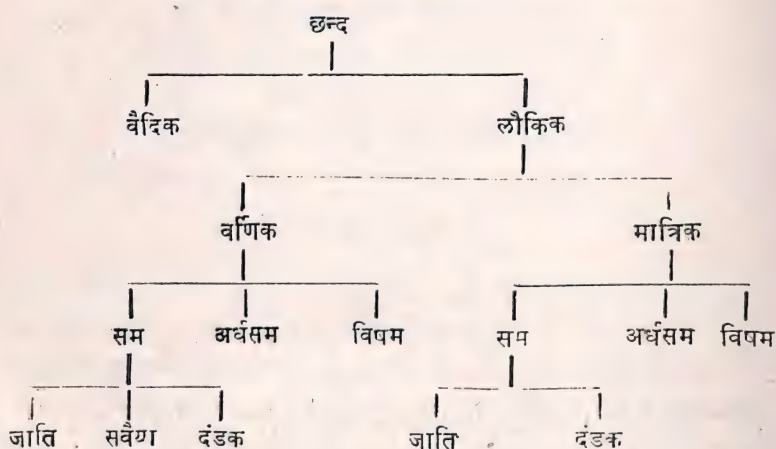 छन्द
वैदिक लौकिक
वर्णिक मात्रिक
सम अर्धसम विषम सम अर्धसम विषम
जाति सवैया दंडक जाति दंडक